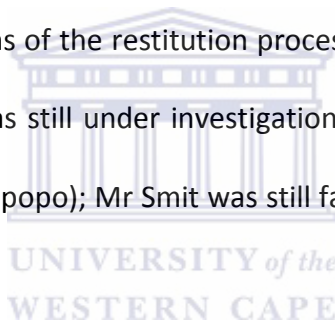 ns of the restitution proces
ns still under investigation
popo); Mr Smit was still fa
UNIVERSITY of the
WESTERN CAPE